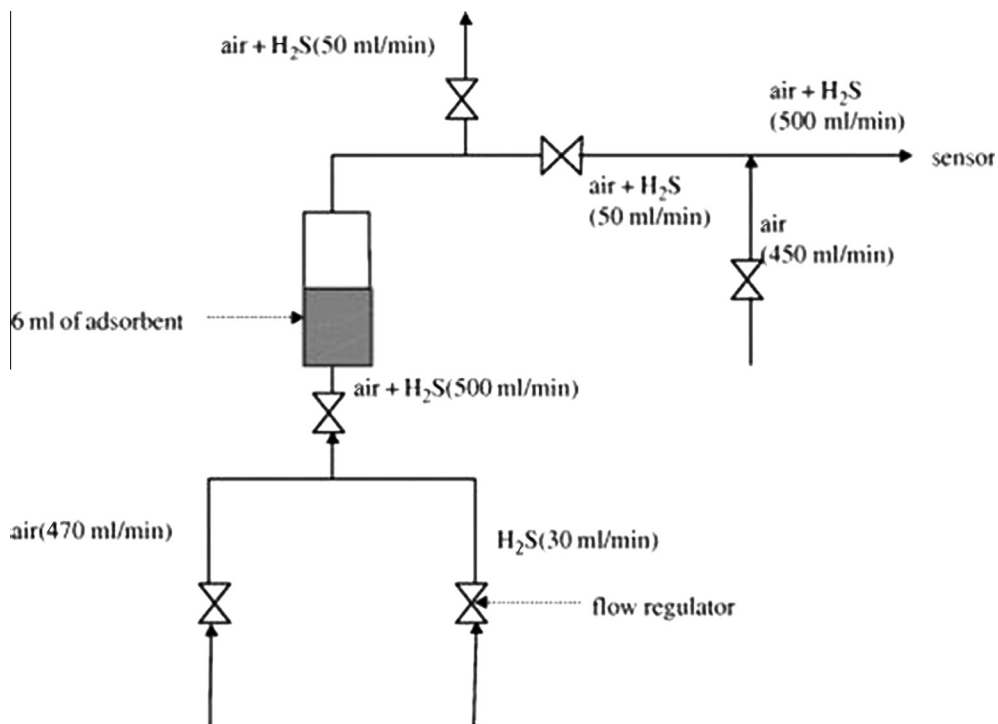 air + H₂S(50 ml/min)
air + H₂S
(500 ml/min)
sensor
air + H₂S
(50 ml/min)
air
(450 ml/min)
6 ml of adsorbent
air + H₂S(500 ml/min)
air(470 ml/min)
H₂S(30 ml/min)
flow regulator